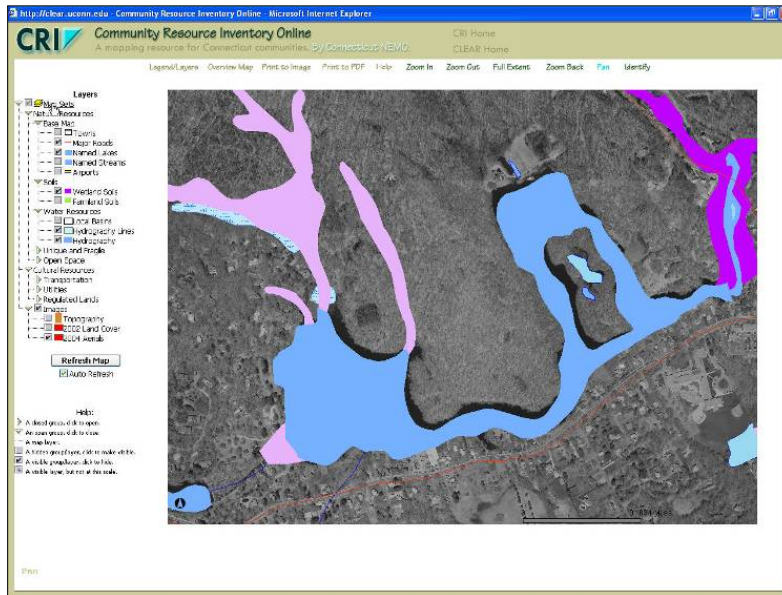 http://clear.uconn.edu - Community Resource Inventory Online - Microsoft Internet Explorer
CRI
Community Resource Inventory Online
A mapping resource for Connecticut communities. By Connecticut NEMO.
CRI Home
CLEAR Home
Legend/Layers Overview Map Print to Image Print to PDF Help Zoom In Zoom Out Full Extent Zoom Back Pan Identify
Layers
Map Sets
Natural Resources
Base Map
Towns
Major Roads
Named Lakes
Named Streams
Airports
Soils
Wetland Soils
Farmland Soils
Water Resources
Local Basins
Hydrography Lines
Hydrography
Unique and Fragile
Open Space
Cultural Resources
Transportation
Utilities
Regulated Lands
Images
Topography
2002 Land Cover
2004 Aerials
Refresh Map
Auto Refresh
Help:
A closed group, click to open.
An open group, click to close.
A map layer.
A hidden group/layer, click to make visible.
A visible group/layer, click to hide.
A visible layer, but not at this scale.
Pan